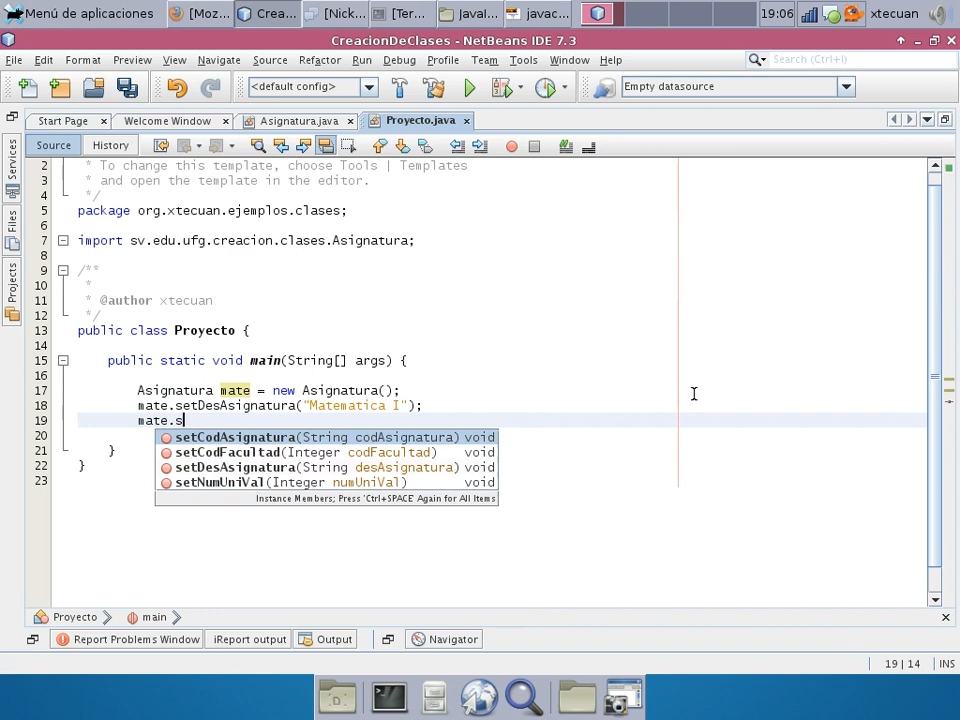 Menú de aplicaciones
[Moz...
Crea...
[Nick...
[Ter...
Javal...
javac...
19:06
xtecuan
CreacionDeClases - NetBeans IDE 7.3
File Edit Format Preview View Navigate Source Refactor Run Debug Profile Team Tools Window Help
Search (Ctrl+I)
<default config>
Empty datasource
Start Page
Welcome Window
Asignatura.java
Proyecto.java
Source History
Services
Files
Projects
2 * To change this template, choose Tools | Templates
3 * and open the template in the editor.
4 */
5 package org.xtecuan.ejemplos.clases;
6
7 import sv.edu.ufg.creacion.clases.Asignatura;
8
9 /**
10 *
11 * @author xtecuan
12 */
13 public class Proyecto {
14
15 public static void main(String[] args) {
16
17 Asignatura mate = new Asignatura();
18 mate.setDesAsignatura("Matematica I");
19 mate.s
20
21 }
22 }
23
setCodAsignatura(String codAsignatura) void
setCodFacultad(Integer codFacultad) void
setDesAsignatura(String desAsignatura) void
setNumUniVal(Integer numUniVal) void
Instance Members; Press 'Ctrl+SPACE' Again for All Items
Proyecto
main
Report Problems Window
iReport output
Output
Navigator
19 | 14
INS